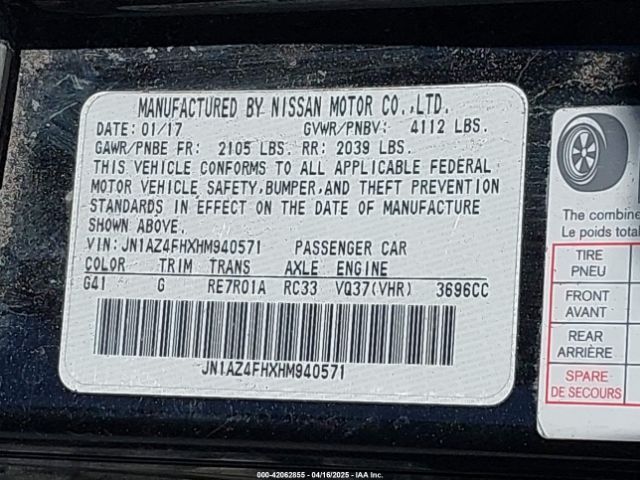 MANUFACTURED BY NISSAN MOTOR CO.,LTD.
DATE: 01/17 GVWR/PNBV: 4112 LBS.
GAWR/PNBE FR: 2105 LBS. RR: 2039 LBS.
THIS VEHICLE CONFORMS TO ALL APPLICABLE FEDERAL
MOTOR VEHICLE SAFETY,BUMPER,AND THEFT PREVENTION
STANDARDS IN EFFECT ON THE DATE OF MANUFACTURE
SHOWN ABOVE.
VIN: JN1AZ4FHXHM940571 PASSENGER CAR
COLOR TRIM TRANS AXLE ENGINE
G41 G RE7R01A RC33 VQ37(VHR) 3696CC
JN1AZ4FHXHM940571
The combine
Le poids total
TIRE
PNEU
FRONT
AVANT
REAR
ARRIÈRE
SPARE
DE SECOURS
000-42062855 - 04/16/2025 - IAA, Inc.